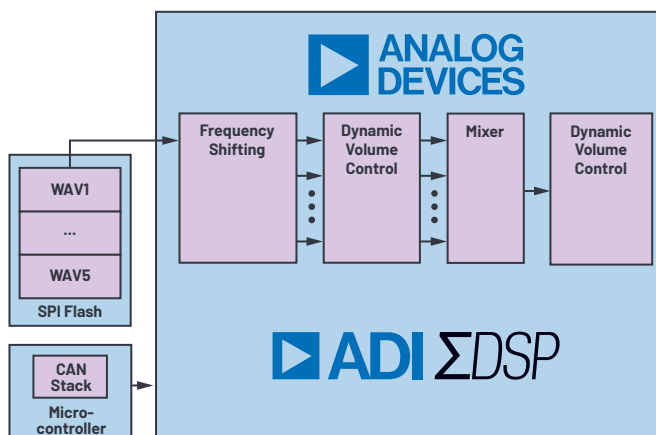 ANALOG
DEVICES
Frequency
Shifting
Dynamic
Volume
Control
Mixer
Dynamic
Volume
Control
WAV1
...
WAV5
SPI Flash
CAN
Stack
Micro-
controller
ADI ΣDSP